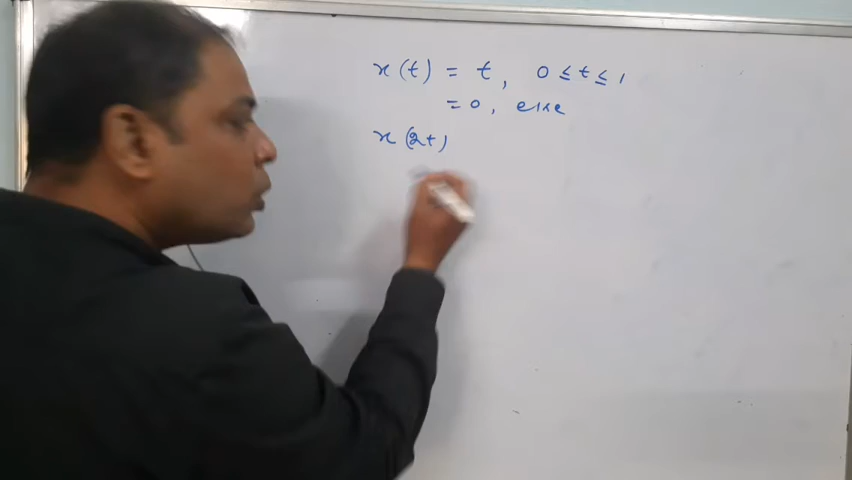 x(t) = t, 0 ≤ t ≤ 1
= 0, else
x(2t)